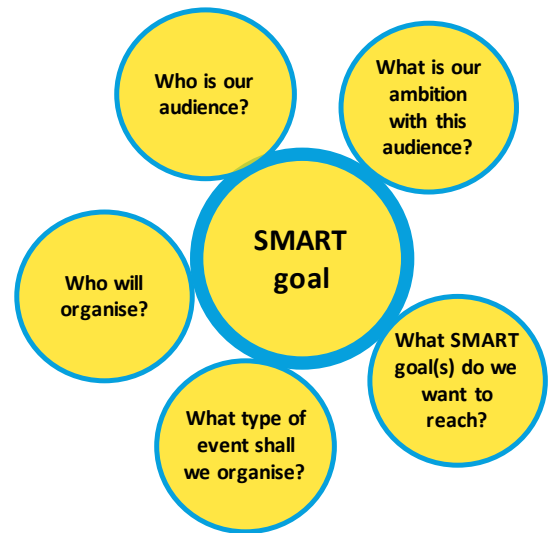 Who is our
audience?
What is our
ambition
with this
audience?
SMART
goal
Who will
organise?
What SMART
goal(s) do we
want to
reach?
What type of
event shall
we organise?